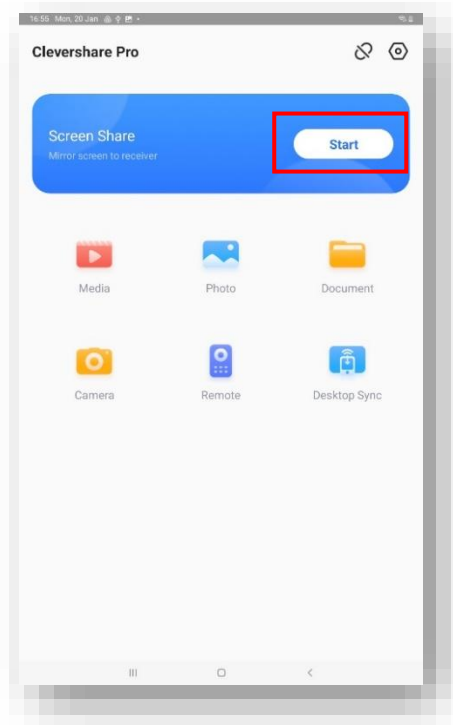 16:55 Mon, 20 Jan
Clevershare Pro
Screen Share
Mirror screen to receiver
Start
Media
Photo
Document
Camera
Remote
Desktop Sync